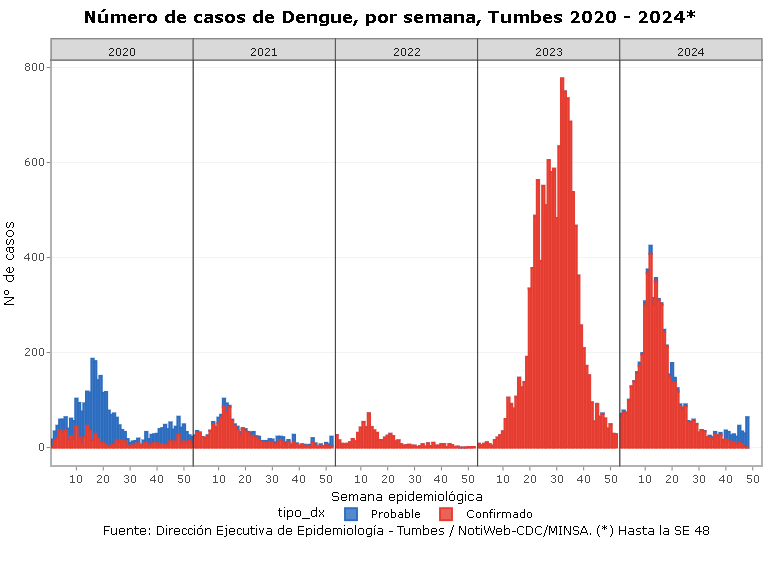 Número de casos de Dengue, por semana, Tumbes 2020 - 2024*
2020 2021 2022 2023 2024
800
600
400
200
0
Nº de casos
10 20 30 40 50 10 20 30 40 50 10 20 30 40 50 10 20 30 40 50 10 20 30 40 50
Semana epidemiológica
tipo_dx Probable Confirmado
Fuente: Dirección Ejecutiva de Epidemiología - Tumbes / NotiWeb-CDC/MINSA. (*) Hasta la SE 48